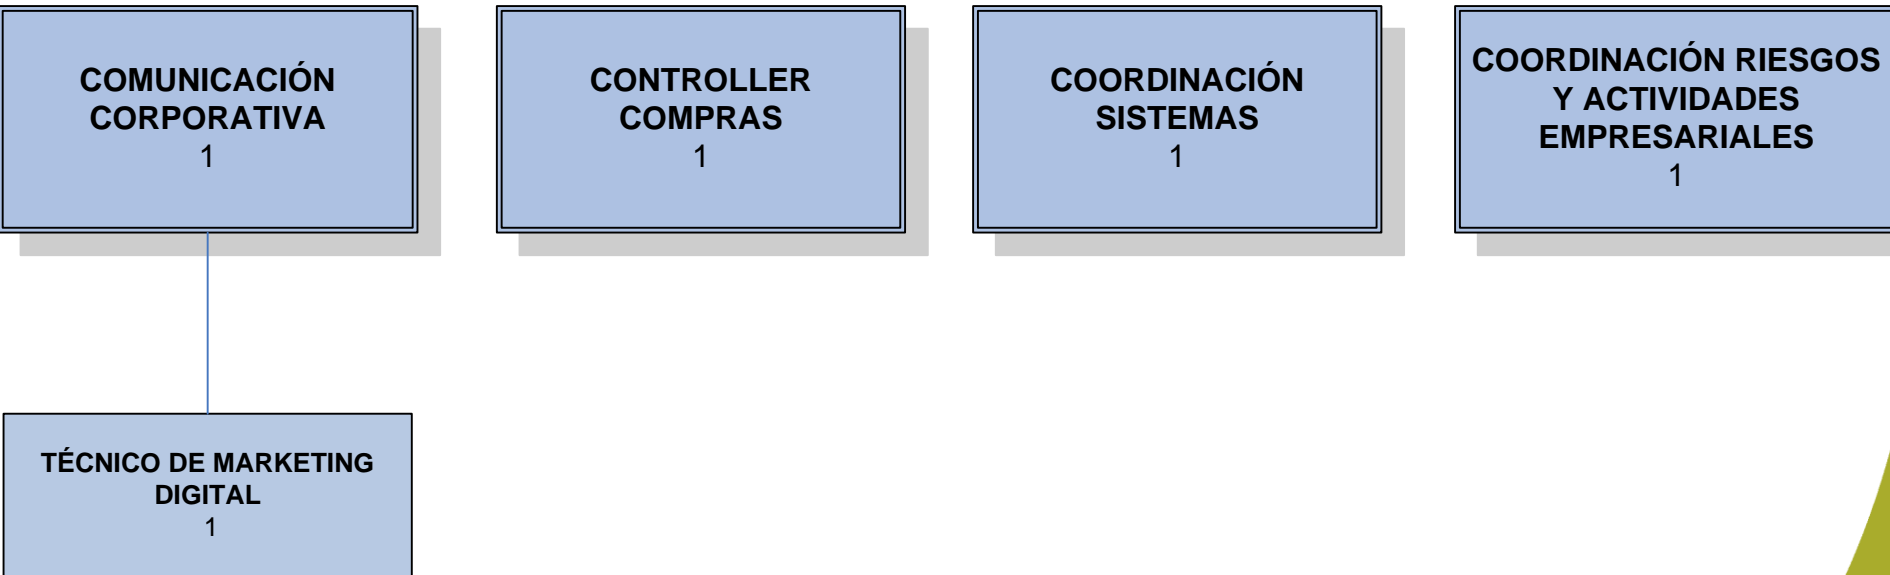 COMUNICACIÓN
CORPORATIVA
1
CONTROLLER
COMPRAS
1
COORDINACIÓN
SISTEMAS
1
COORDINACIÓN RIESGOS
Y ACTIVIDADES
EMPRESARIALES
1
TÉCNICO DE MARKETING
DIGITAL
1